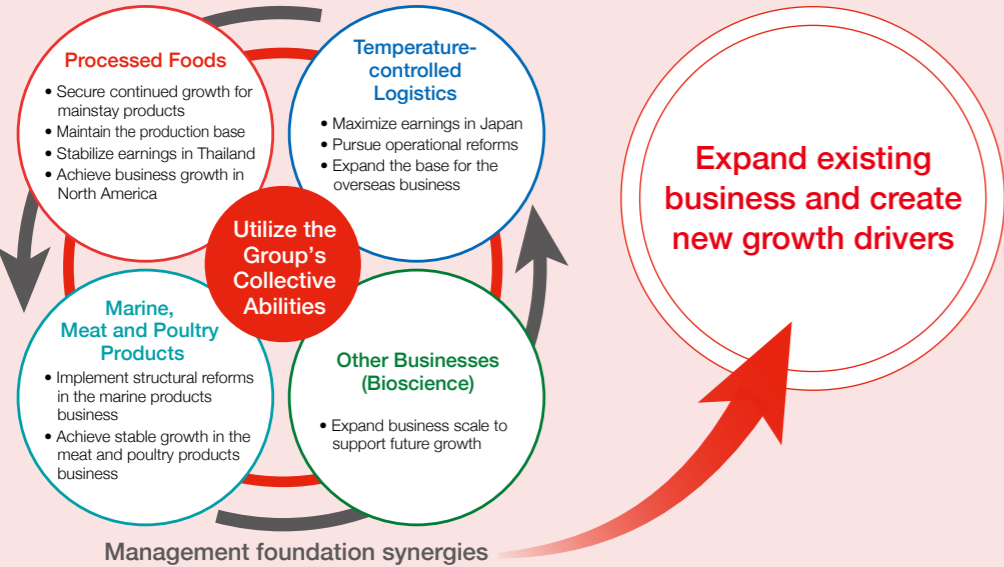 Processed Foods
• Secure continued growth for
mainstay products
• Maintain the production base
• Stabilize earnings in Thailand
• Achieve business growth in
North America
Temperature-
controlled
Logistics
• Maximize earnings in Japan
• Pursue operational reforms
• Expand the base for the
overseas business
Utilize the
Group's
Collective
Abilities
Marine,
Meat and Poultry
Products
• Implement structural reforms
in the marine products
business
• Achieve stable growth in the
meat and poultry products
business
Other Businesses
(Bioscience)
• Expand business scale to
support future growth
Management foundation synergies
Expand existing
business and create
new growth drivers